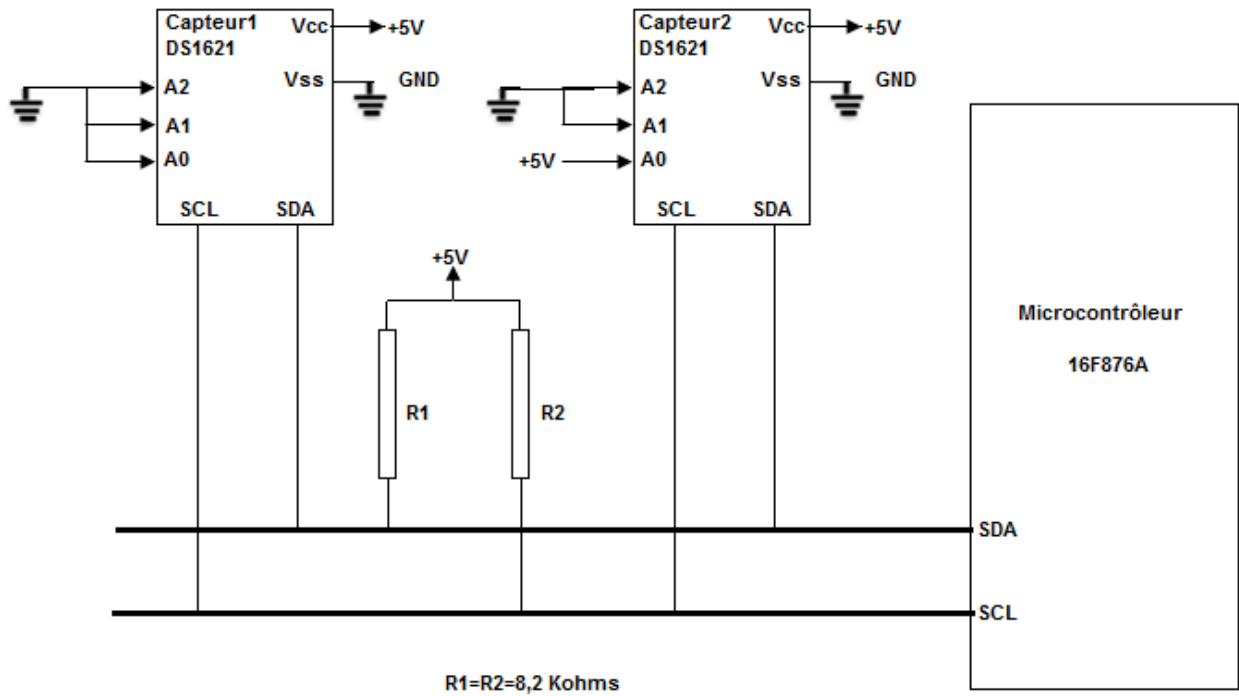 Capteur1
DS1621
Vcc
+5V
Vss
GND
A2
A1
A0
SCL
SDA
Capteur2
DS1621
Vcc
+5V
Vss
GND
A2
A1
+5V
A0
SCL
SDA
+5V
R1
R2
Microcontrôleur
16F876A
SDA
SCL
R1=R2=8,2 Kohms